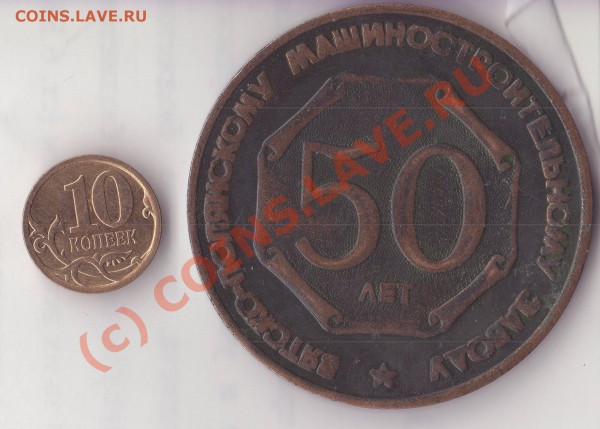 COINS.LAVE.RU
10
КОПЕЕК
ВЯТСКО-ПОЛЯНСКОМУ МАШИНОСТРОИТЕЛЬНОМУ ЗАВОДУ
50
ЛЕТ
(c) COINS.LAVE.RU
COINS.LAVE.RU